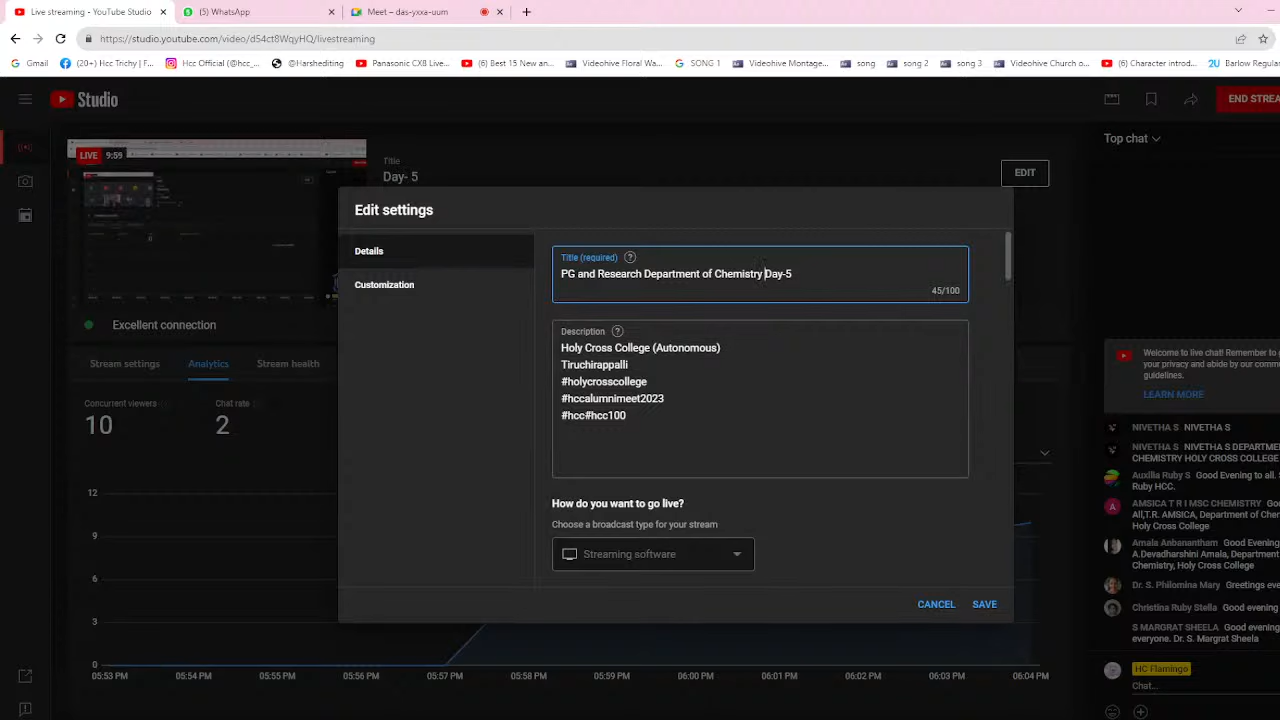 Live streaming - YouTube Studio
(5) WhatsApp
Meet – das-yxxa-uum
https://studio.youtube.com/video/d54ct8WqyHQ/livestreaming
Gmail
(20+) Hcc Trichy | F...
Hcc Official (@hcc_...
@Harshediting
Panasonic CX8 Live...
(6) Best 15 New an...
Videohive Floral Wa...
SONG 1
Videohive Montage...
song
song 2
song 3
Videohive Church o...
(6) Character introd...
Barlow Regular
Studio
END STREA
LIVE 9:59
Title
Day- 5
EDIT
Top chat
Edit settings
Details
Customization
Title (required)
PG and Research Department of Chemistry Day-5
45/100
Description
Holy Cross College (Autonomous)
Tiruchirappalli
#holycrosscollege
#hccalumnimeet2023
#hcc#hcc100
How do you want to go live?
Choose a broadcast type for your stream
Streaming software
CANCEL
SAVE
Excellent connection
Stream settings
Analytics
Stream health
Concurrent viewers
10
Chat rate
2
12
9
6
3
0
05:53 PM
05:54 PM
05:55 PM
05:56 PM
05:57 PM
05:58 PM
05:59 PM
06:00 PM
06:01 PM
06:02 PM
06:03 PM
06:04 PM
Welcome to live chat! Remember to g
your privacy and abide by our commu
guidelines.
LEARN MORE
NIVETHA S NIVETHA S
NIVETHA S NIVETHA S DEPARTME
CHEMISTRY HOLY CROSS COLLEGE
Auxilia Ruby S Good Evening to all. S
Ruby HCC.
AMSICA T R I MSC CHEMISTRY Goo
All,T.R. AMSICA, Department of Chem
Holy Cross College
Amala Anbanantham Good Evening
A.Devadharshini Amala, Department
Chemistry, Holy Cross College
Dr. S. Philomina Mary Greetings eve
Christina Ruby Stella Good evening
S MARGRAT SHEELA Good evening
everyone. Dr. S. Margrat Sheela
HC Flamingo
Chat...